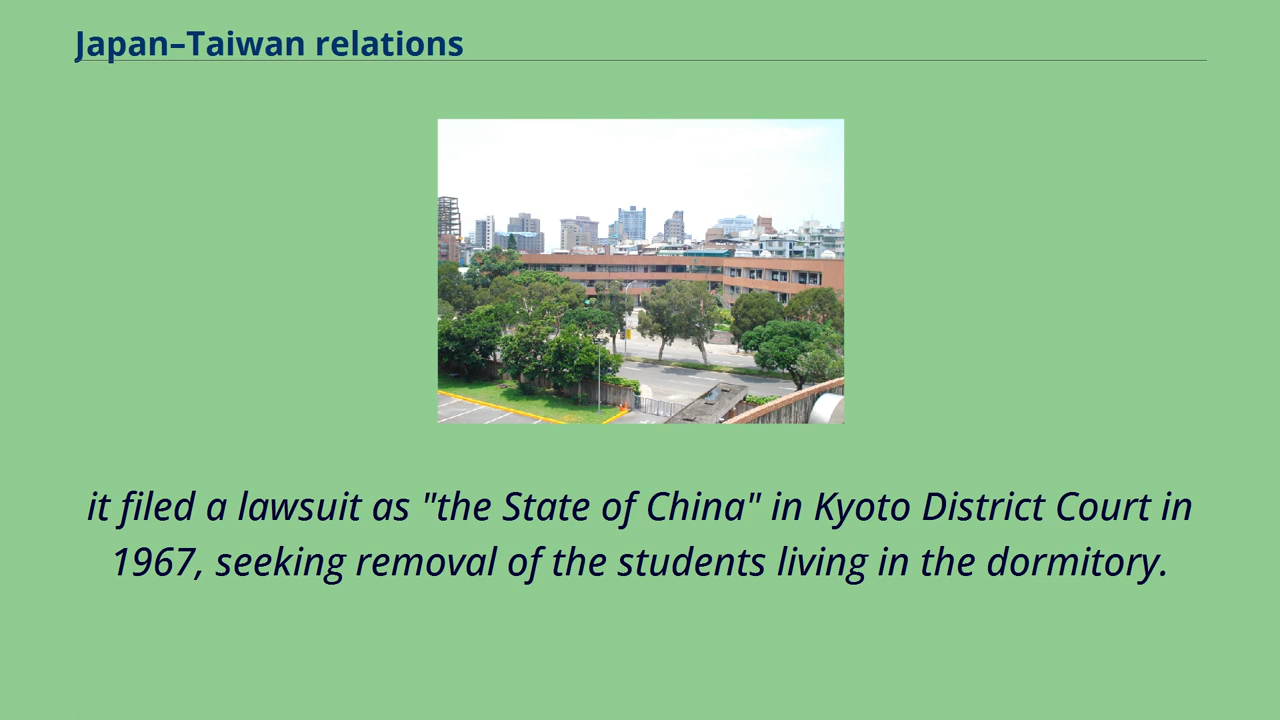 Japan–Taiwan relations
it filed a lawsuit as "the State of China" in Kyoto District Court in
1967, seeking removal of the students living in the dormitory.